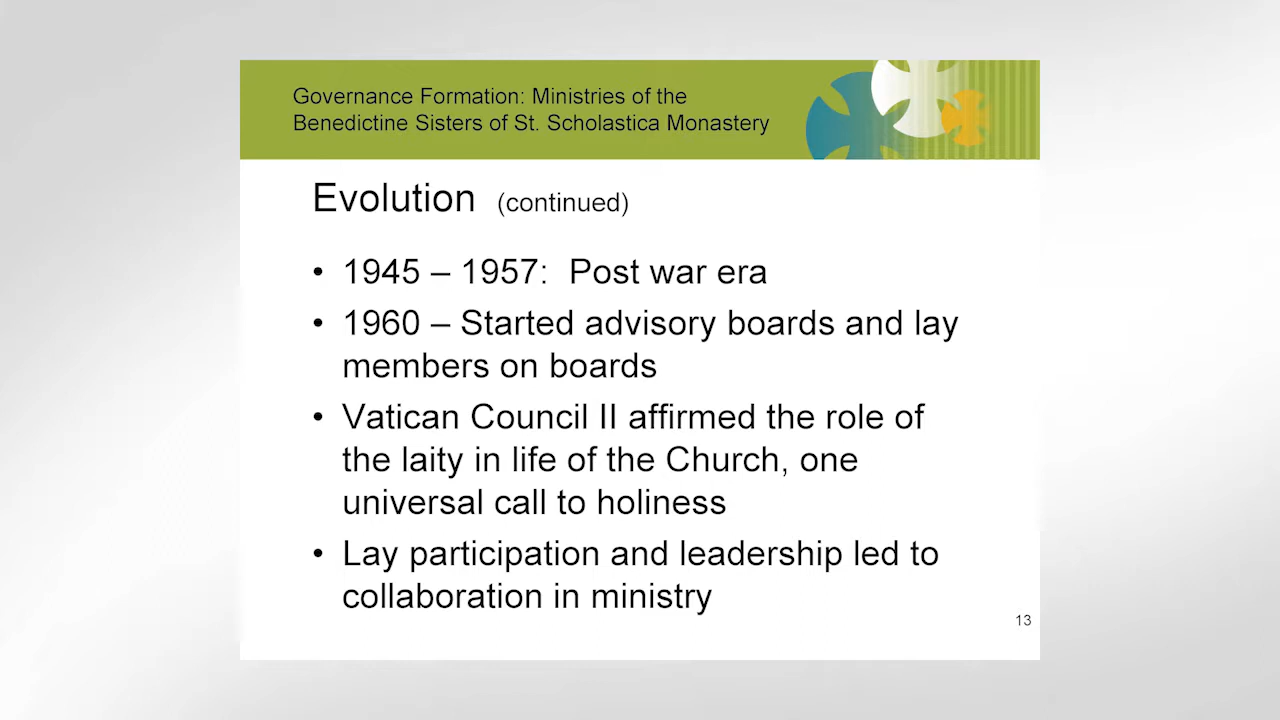 Governance Formation: Ministries of the
Benedictine Sisters of St. Scholastica Monastery
Evolution (continued)
• 1945 – 1957:  Post war era
• 1960 – Started advisory boards and lay
members on boards
• Vatican Council II affirmed the role of
the laity in life of the Church, one
universal call to holiness
• Lay participation and leadership led to
collaboration in ministry
13